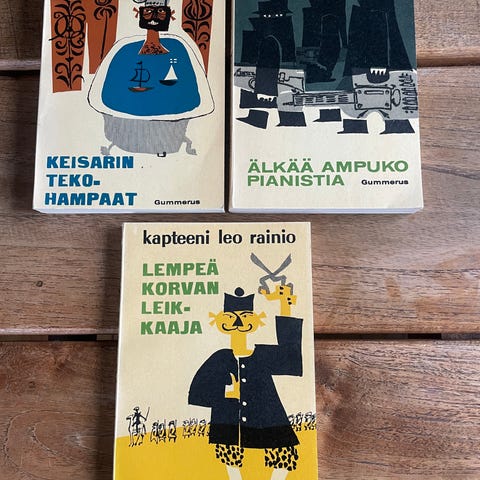 KEISARIN
TEKO-
HAMPAAT
Gummerus
ÄLKÄÄ AMPUKO
PIANISTIA
Gummerus
kapteeni leo rainio
LEMPEÄ
KORVAN
LEIK-
KAAJA